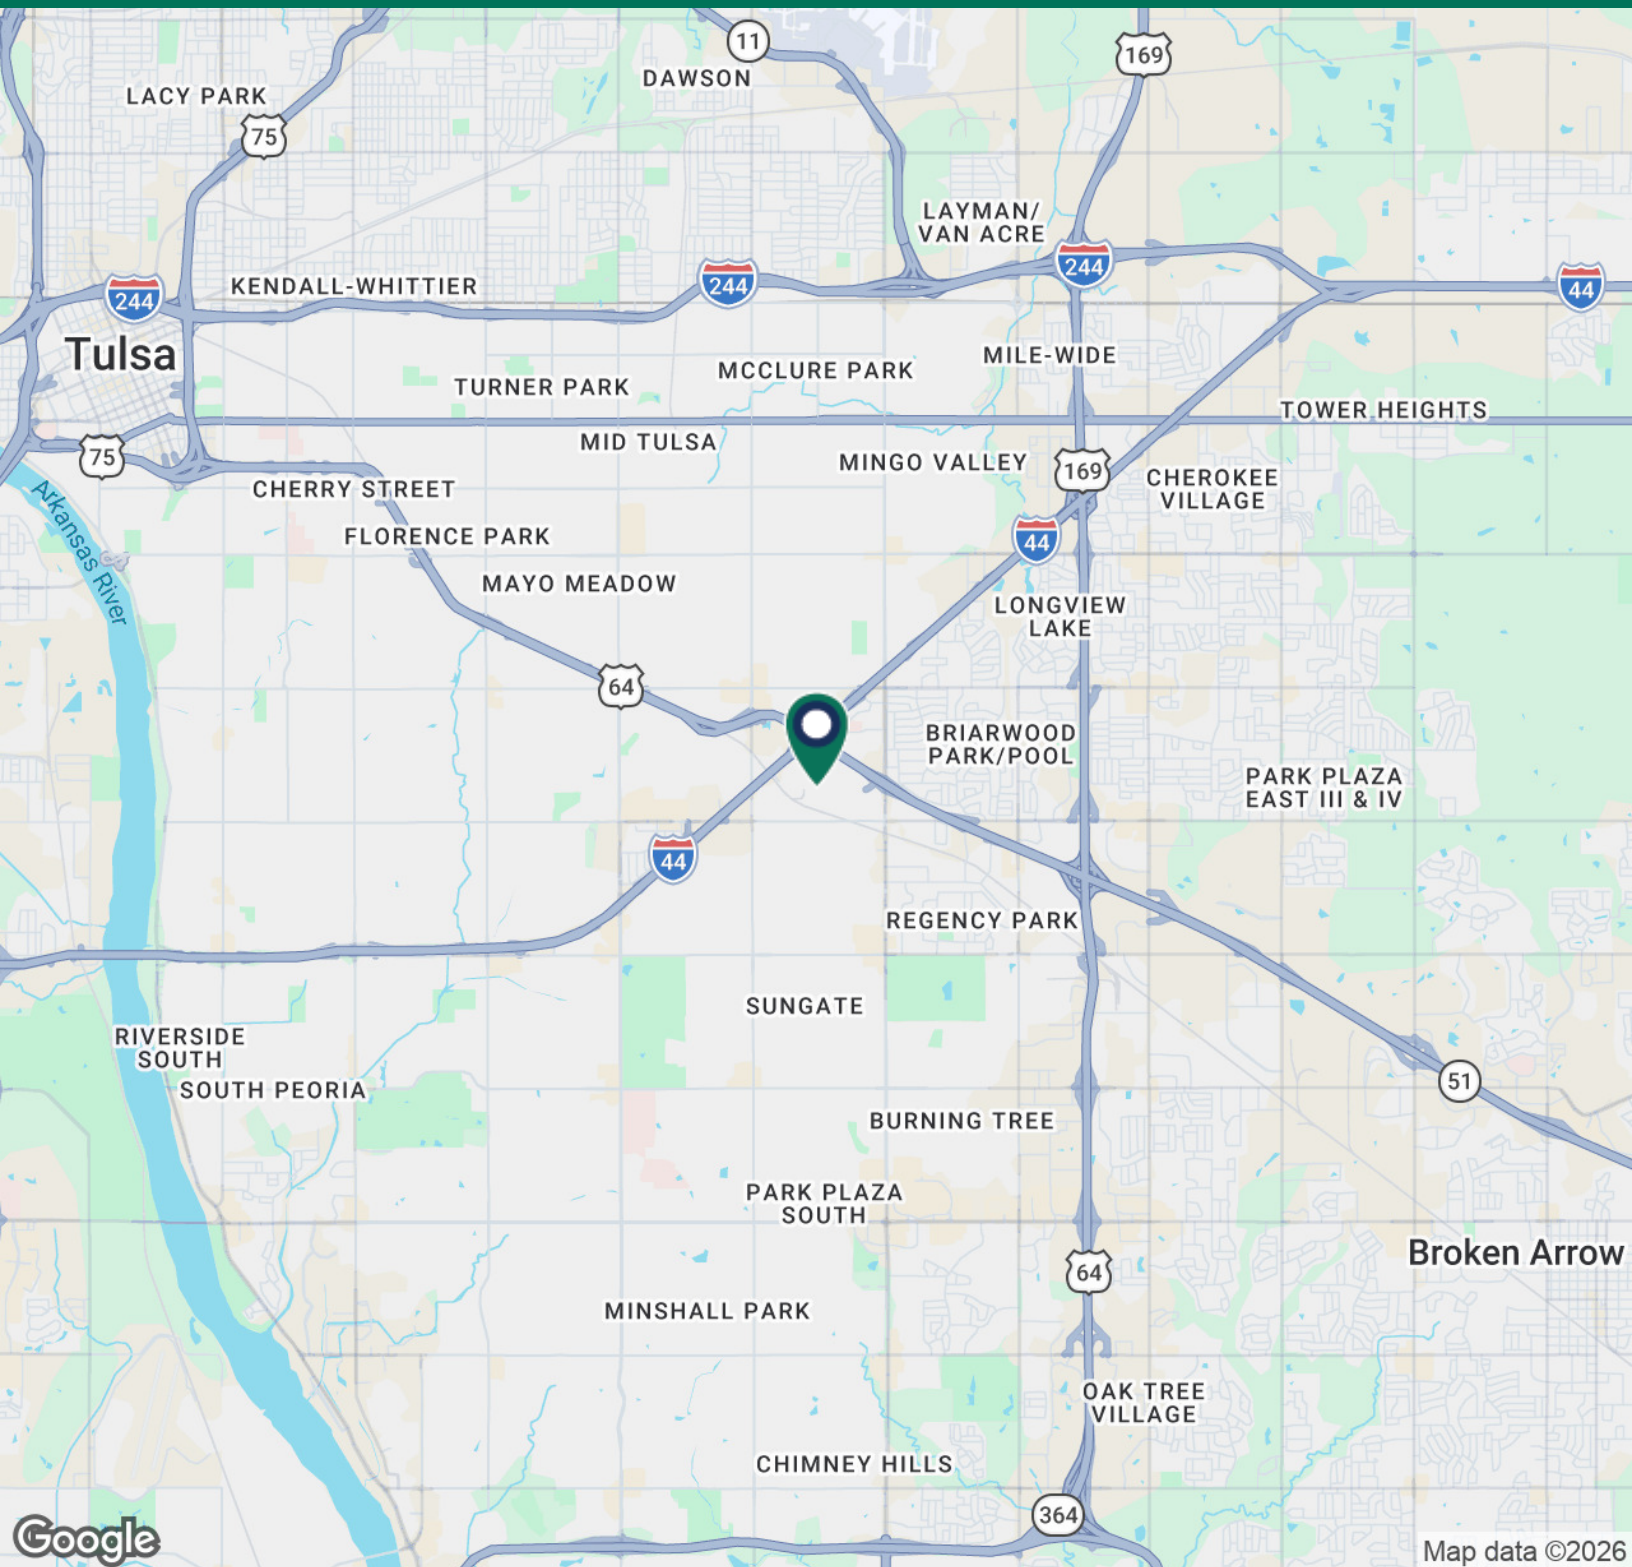 11
169
DAWSON
LACY PARK
75
LAYMAN/
VAN ACRE
244
244
244
44
KENDALL-WHITTIER
Tulsa
MILE-WIDE
MCCLURE PARK
TURNER PARK
TOWER HEIGHTS
MID TULSA
75
MINGO VALLEY
169
CHEROKEE
VILLAGE
CHERRY STREET
Arkansas River
FLORENCE PARK
44
MAYO MEADOW
LONGVIEW
LAKE
64
BRIARWOOD
PARK/POOL
PARK PLAZA
EAST III & IV
44
REGENCY PARK
SUNGATE
RIVERSIDE
SOUTH
SOUTH PEORIA
51
BURNING TREE
PARK PLAZA
SOUTH
Broken Arrow
64
MINSHALL PARK
OAK TREE
VILLAGE
CHIMNEY HILLS
364
Google
Map data ©2026